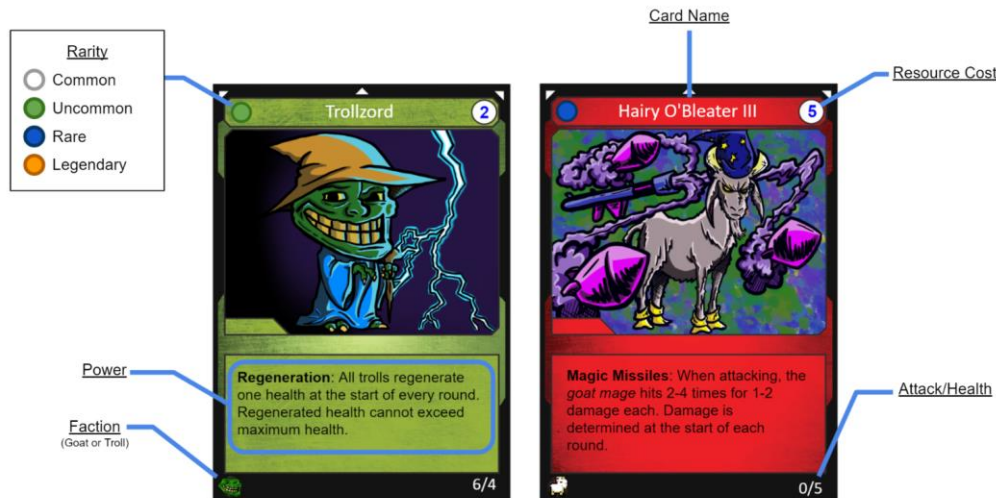 Card Name
Rarity
Common
Uncommon
Rare
Legendary
Resource Cost
Trollzord
2
Hairy O'Bleater III
5
Power
Regeneration: All trolls regenerate
one health at the start of every round.
Regenerated health cannot exceed
maximum health.
Magic Missiles: When attacking, the
goat mage hits 2-4 times for 1-2
damage each. Damage is
determined at the start of each
round.
Attack/Health
Faction
(Goat or Troll)
6/4
0/5